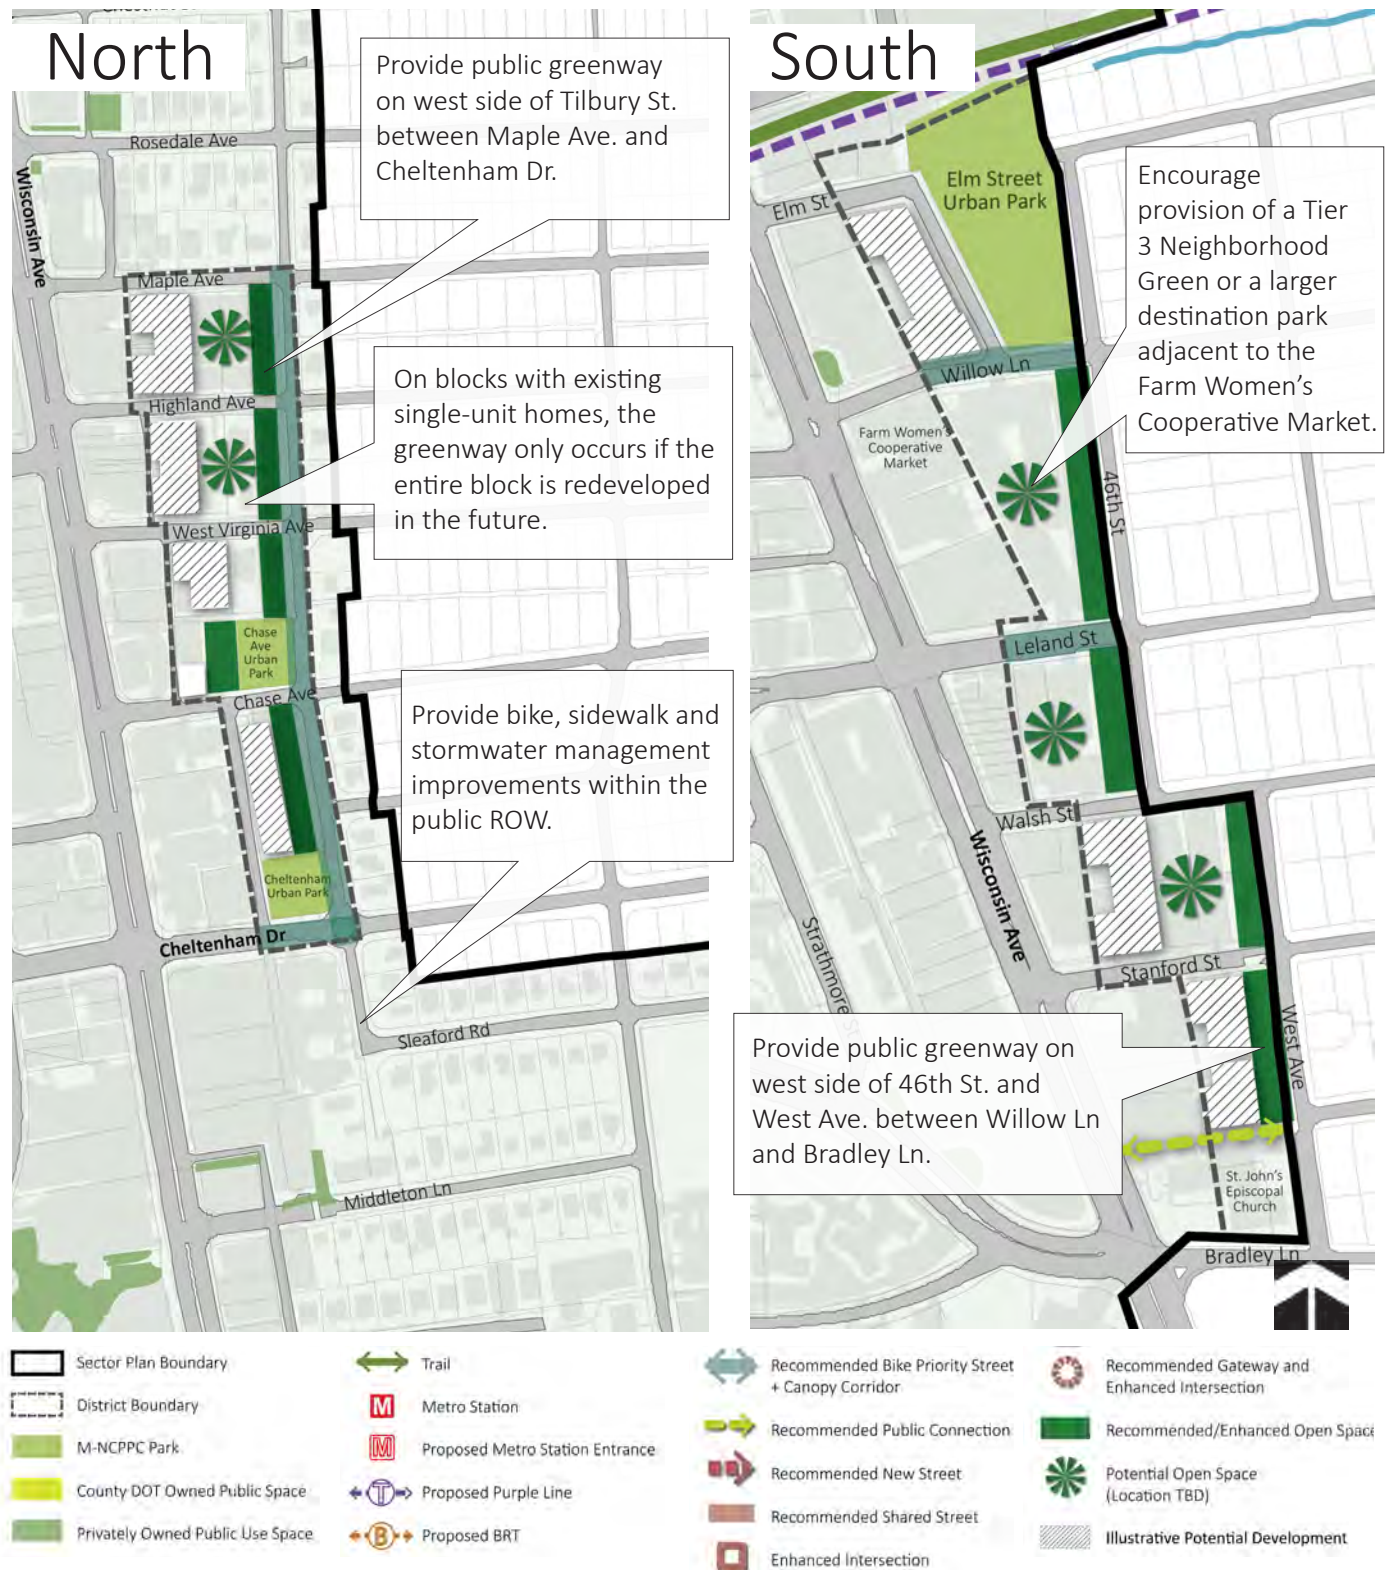 North
Provide public greenway
on west side of Tilbury St.
between Maple Ave. and
Cheltenham Dr.
Rosedale Ave
Wisconsin Ave
Maple Ave
On blocks with existing
single-unit homes, the
greenway only occurs if the
entire block is redeveloped
in the future.
Highland Ave
West Virginia Ave
Chase
Ave
Urban
Park
Chase Ave
Provide bike, sidewalk and
stormwater management
improvements within the
public ROW.
Cheltenham
Urban Park
Cheltenham Dr
Sleaford Rd
Middleton Ln
South
Elm Street
Urban Park
Elm St
Encourage
provision of a Tier
3 Neighborhood
Green or a larger
destination park
adjacent to the
Farm Women's
Cooperative Market.
Willow Ln
Farm Women's
Cooperative
Market
46th St
Leland St
Walsh St
Wisconsin Ave
Stanford St
West Ave
Provide public greenway on
west side of 46th St. and
West Ave. between Willow Ln
and Bradley Ln.
St. John's
Episcopal
Church
Bradley Ln
Sector Plan Boundary
District Boundary
M-NCPPC Park
County DOT Owned Public Space
Privately Owned Public Use Space
Trail
M Metro Station
M Proposed Metro Station Entrance
T Proposed Purple Line
B Proposed BRT
Recommended Bike Priority Street
+ Canopy Corridor
Recommended Public Connection
Recommended New Street
Recommended Shared Street
Enhanced Intersection
Recommended Gateway and
Enhanced Intersection
Recommended/Enhanced Open Space
Potential Open Space
(Location TBD)
Illustrative Potential Development